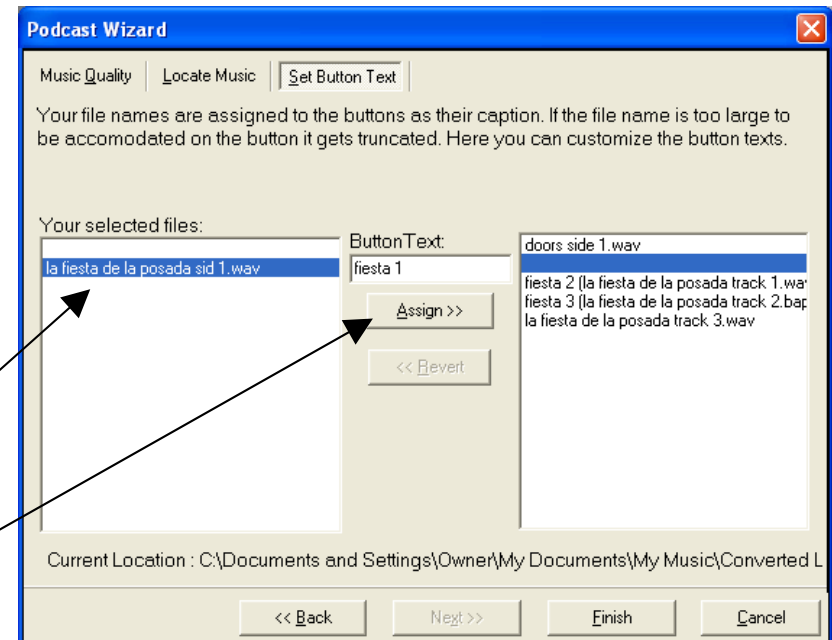 Podcast Wizard
Music Quality Locate Music Set Button Text
Your file names are assigned to the buttons as their caption. If the file name is too large to
be accomodated on the button it gets truncated. Here you can customize the button texts.
Your selected files:
la fiesta de la posada sid 1.wav
ButtonText:
fiesta 1
Assign >>
<< Revert
doors side 1.wav
fiesta 2 (la fiesta de la posada track 1.wa
fiesta 3 (la fiesta de la posada track 2.bap
la fiesta de la posada track 3.wav
Current Location : C:\Documents and Settings\Owner\My Documents\My Music\Converted L
<< Back Next >> Finish Cancel